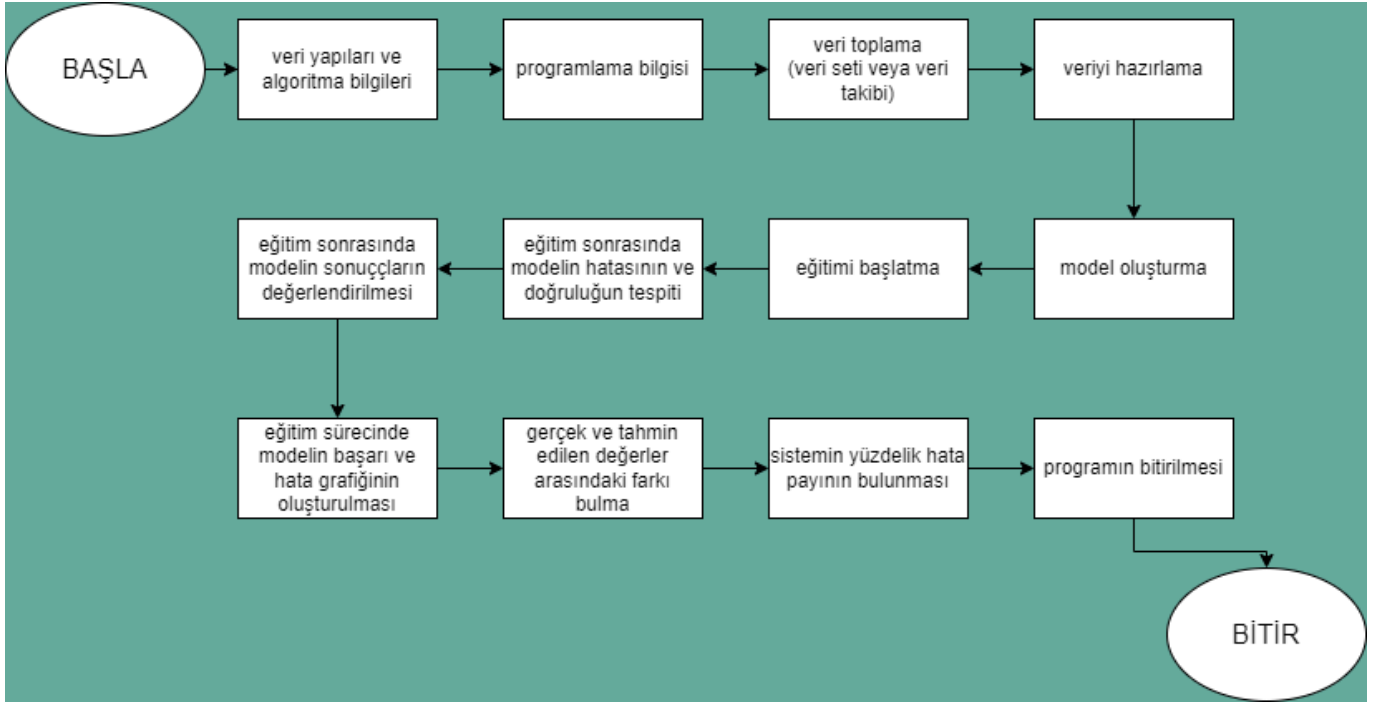 BAŞLA
veri yapıları ve
algoritma bilgileri
programlama bilgisi
veri toplama
(veri seti veya veri
takibi)
veriyi hazırlama
model oluşturma
eğitimi başlatma
eğitim sonrasında
modelin hatasının ve
doğruluğun tespiti
eğitim sonrasında
modelin sonuççların
değerlendirilmesi
eğitim sürecinde
modelin başarı ve
hata grafiğinin
oluşturulması
gerçek ve tahmin
edilen değerler
arasındaki farkı
bulma
sistemin yüzdelik hata
payının bulunması
programın bitirilmesi
BİTİR